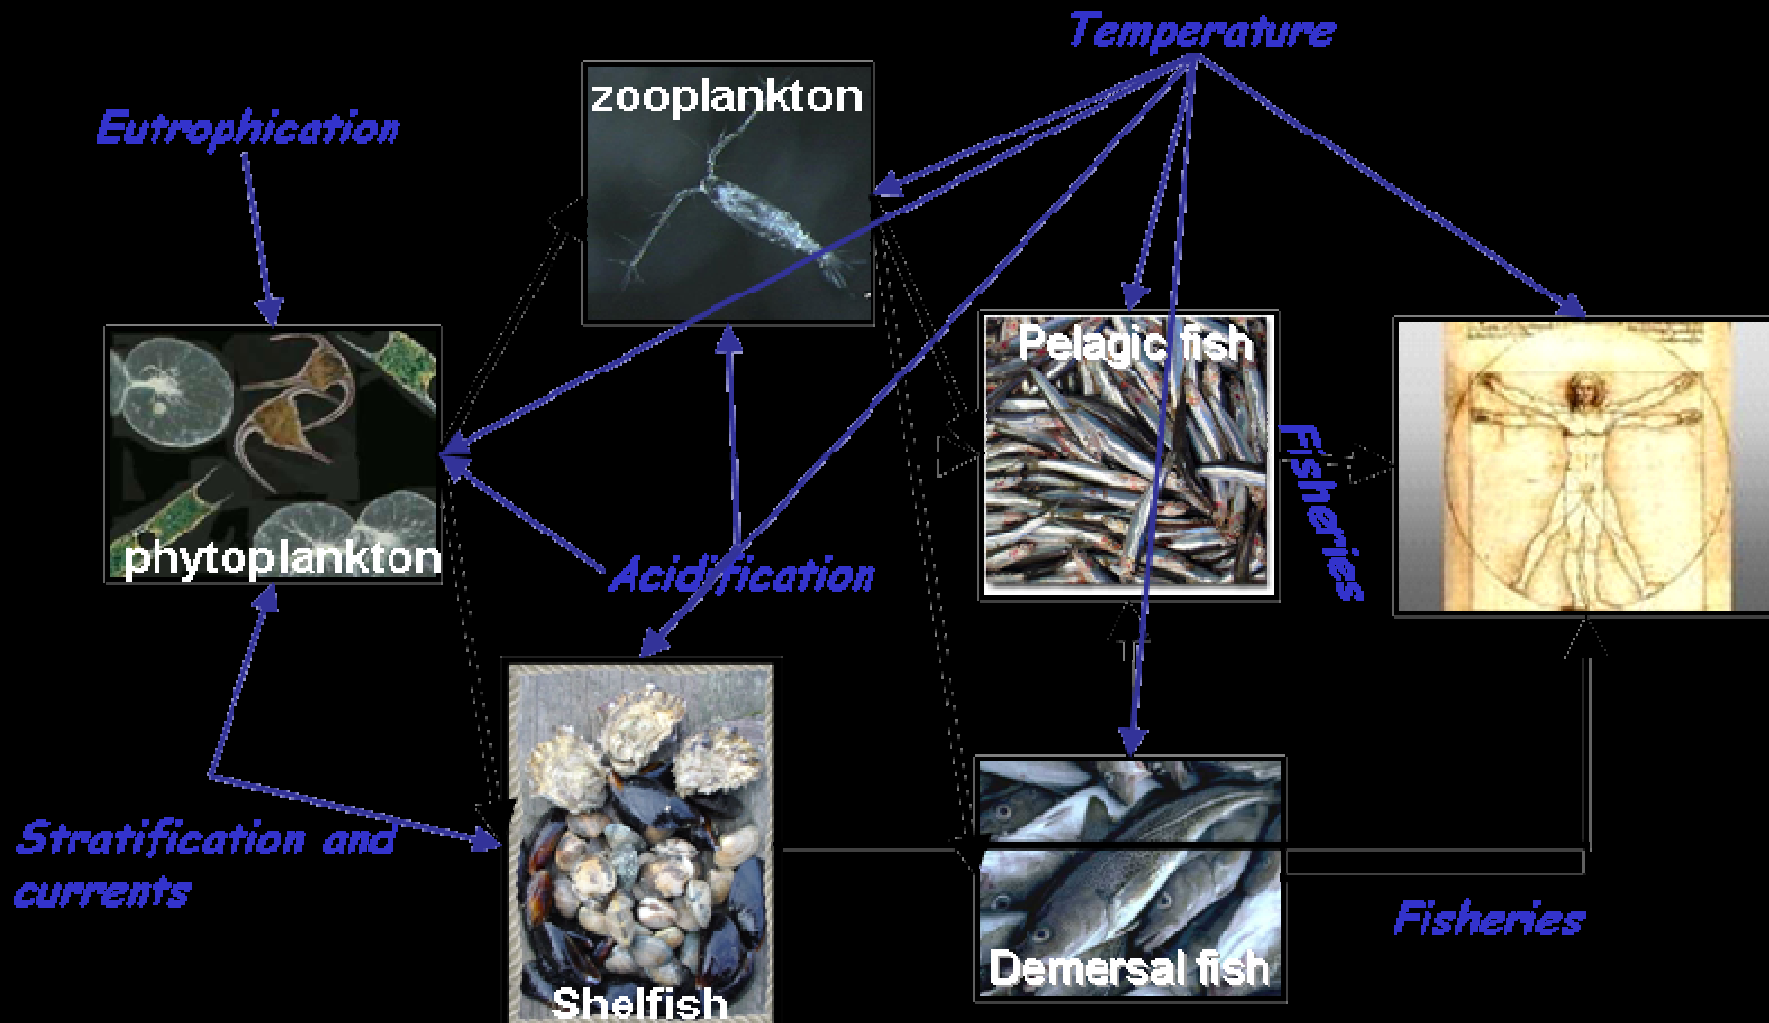 Temperature
zooplankton
Eutrophication
Pelagic fish
Fisheries
phytoplankton
Acidification
Stratification and
currents
Fisheries
Demersal fish
Shelfish